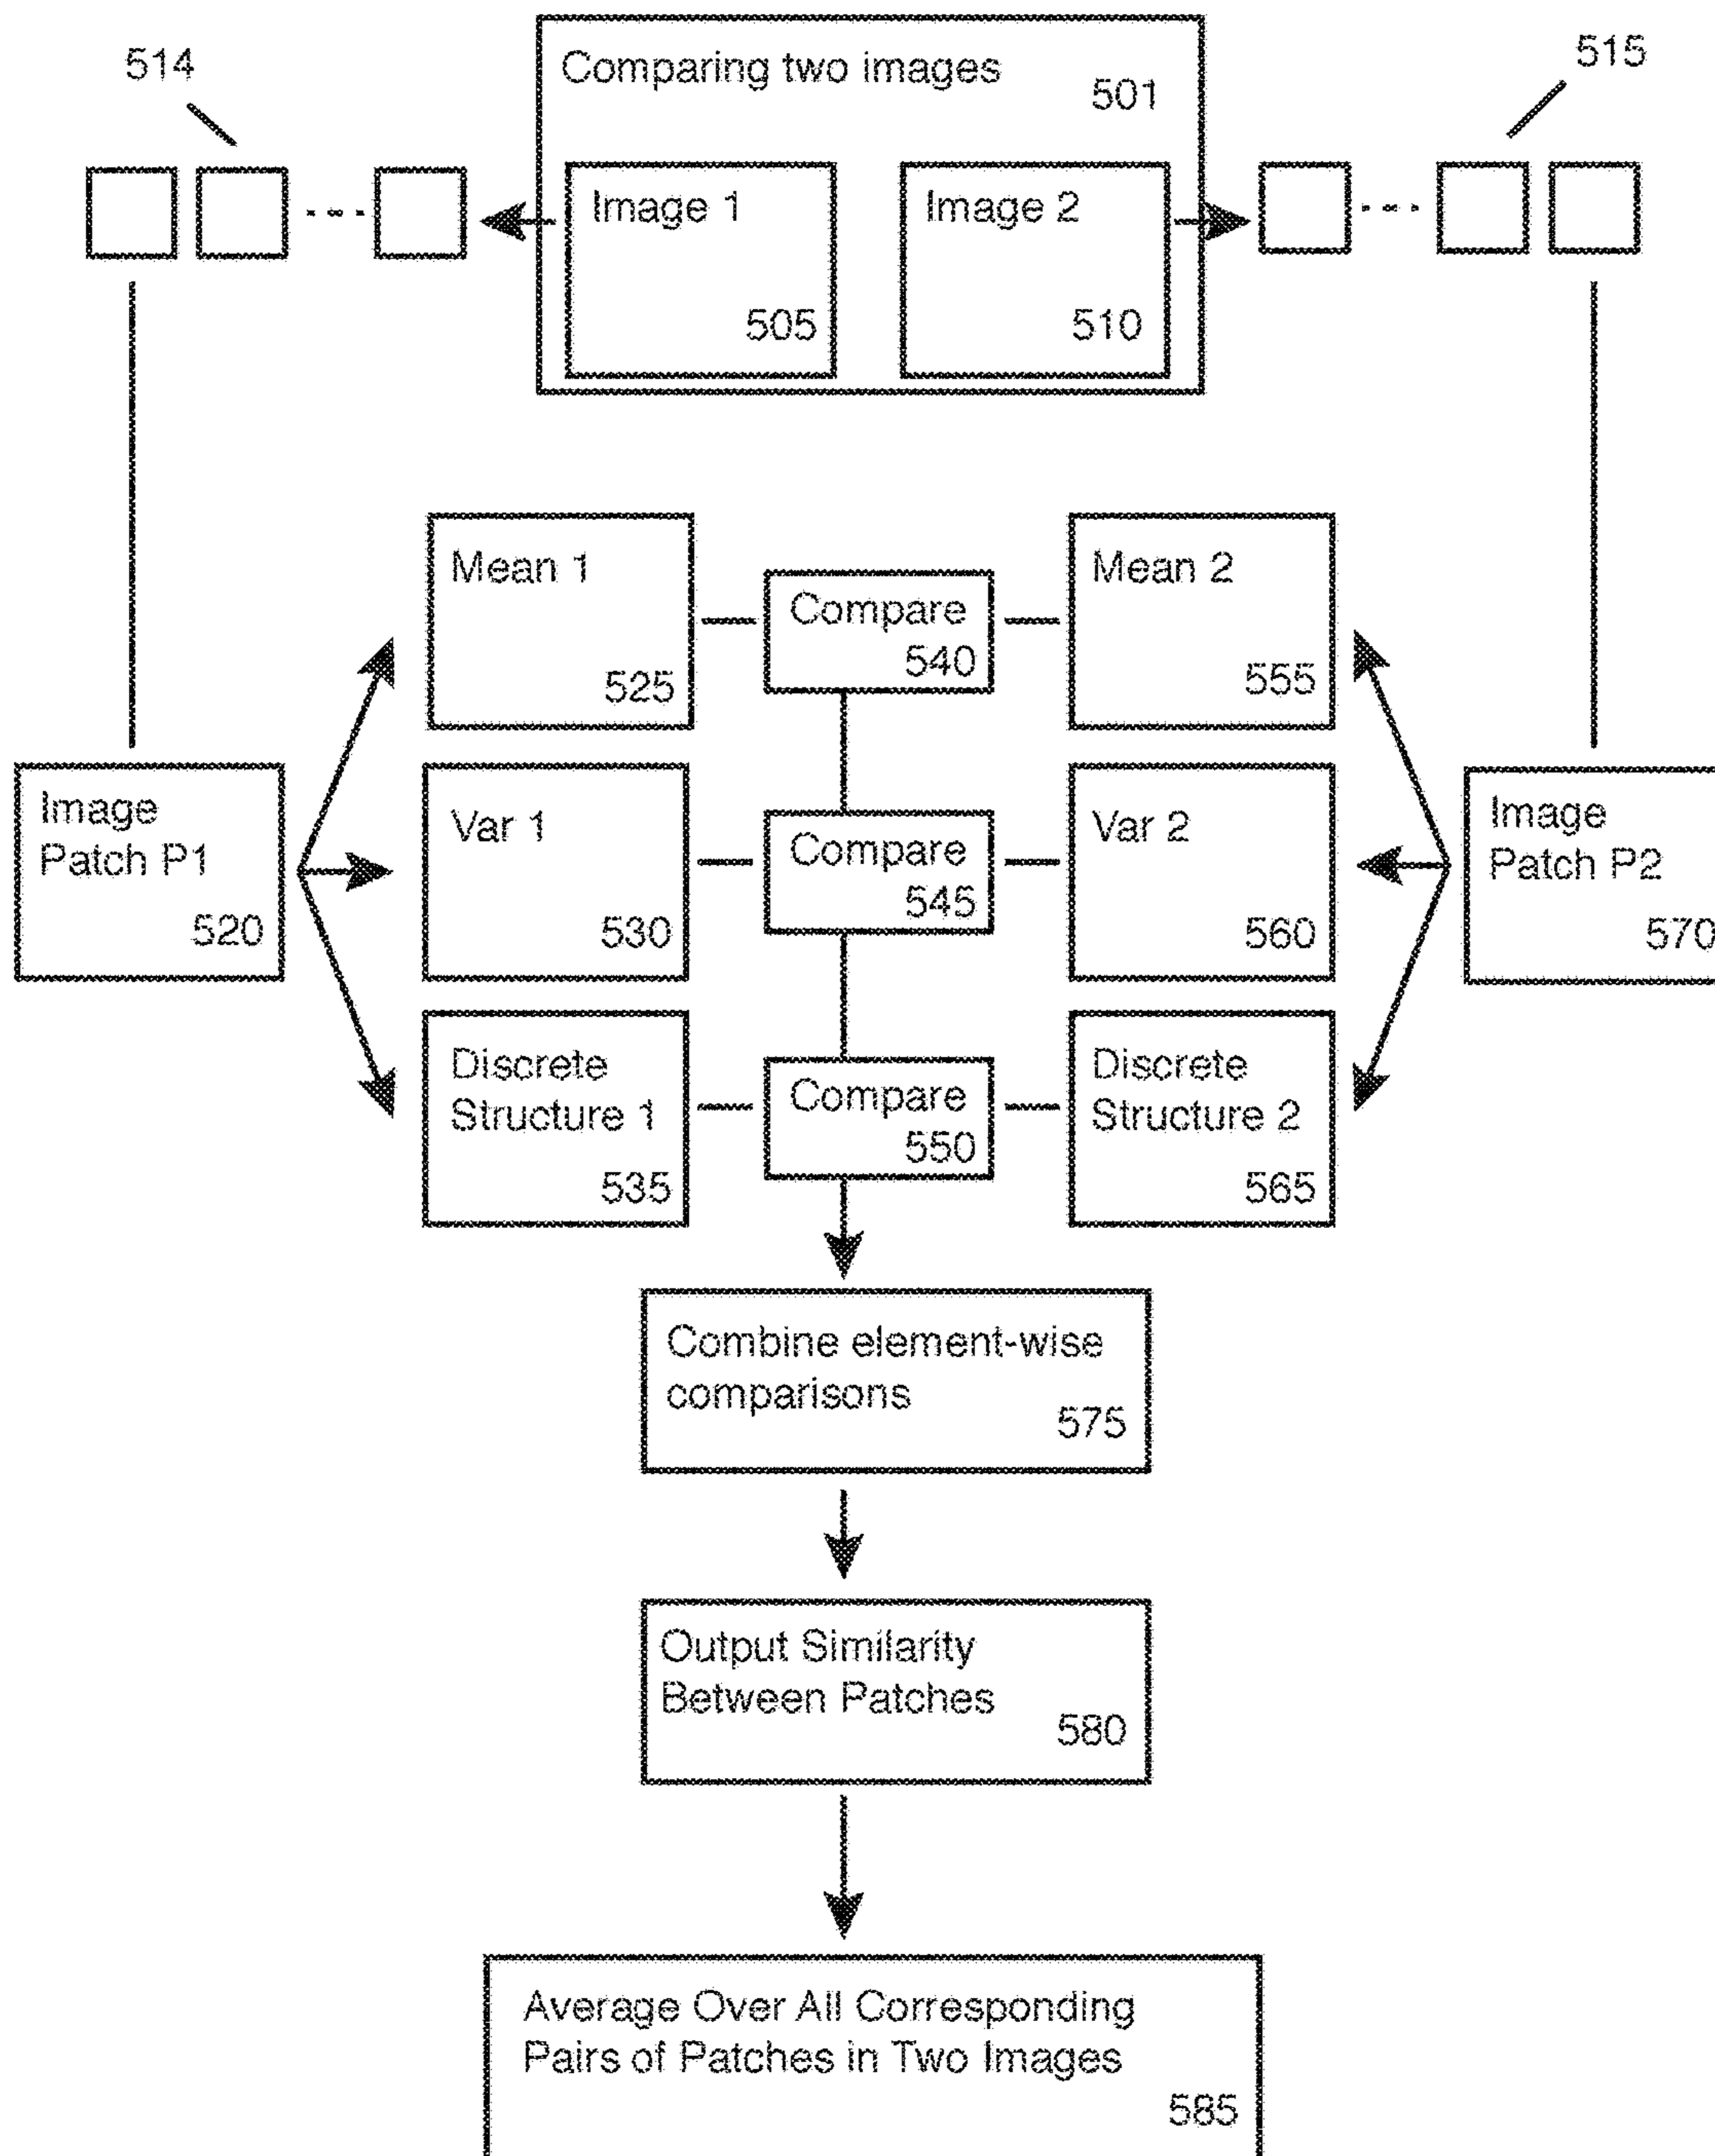 514
Comparing two images
501
515
Image 1
505
Image 2
510
Mean 1
525
Compare
540
Mean 2
555
Image
Patch P1
520
Var 1
530
Compare
545
Var 2
560
Image
Patch P2
570
Discrete
Structure 1
535
Compare
550
Discrete
Structure 2
565
Combine element-wise
comparisons
575
Output Similarity
Between Patches
580
Average Over All Corresponding
Pairs of Patches in Two Images
585